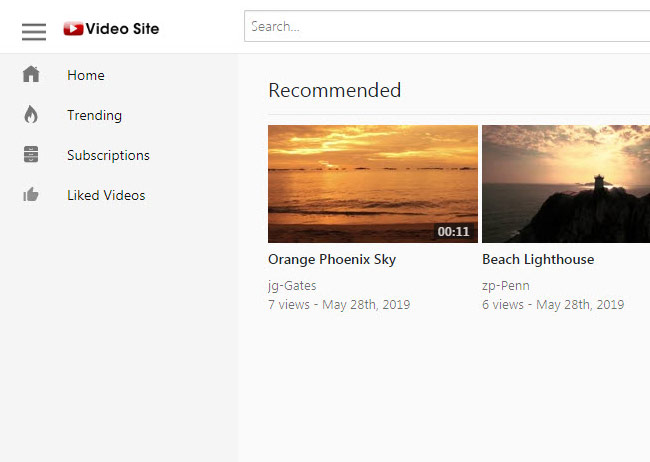 Video Site
Search...
Home
Trending
Subscriptions
Liked Videos
Recommended
00:11
Orange Phoenix Sky
jg-Gates
7 views - May 28th, 2019
Beach Lighthouse
zp-Penn
6 views - May 28th, 2019